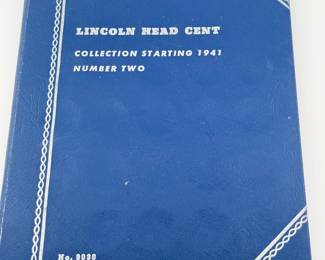 LINCOLN HEAD CENT
COLLECTION STARTING 1941
NUMBER TWO
No. 9030